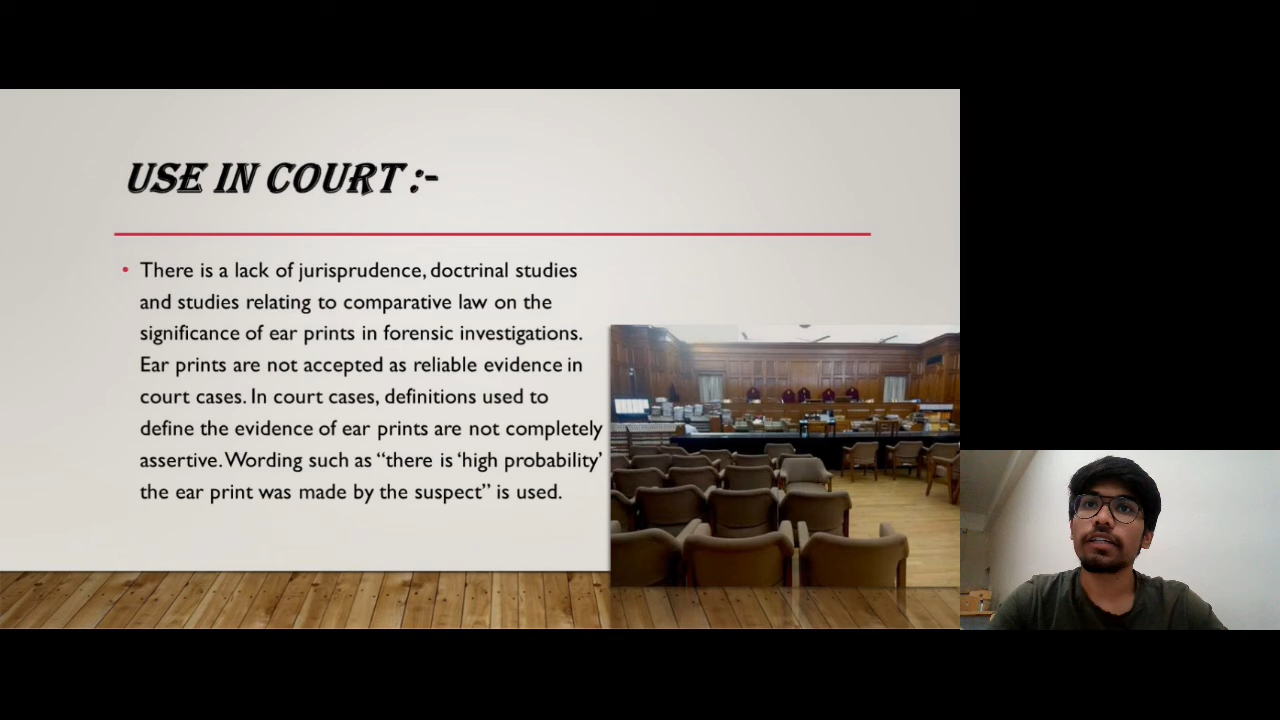 USE IN COURT :-
• There is a lack of jurisprudence, doctrinal studies
and studies relating to comparative law on the
significance of ear prints in forensic investigations.
Ear prints are not accepted as reliable evidence in
court cases. In court cases, definitions used to
define the evidence of ear prints are not completely
assertive. Wording such as “there is ‘high probability’
the ear print was made by the suspect” is used.